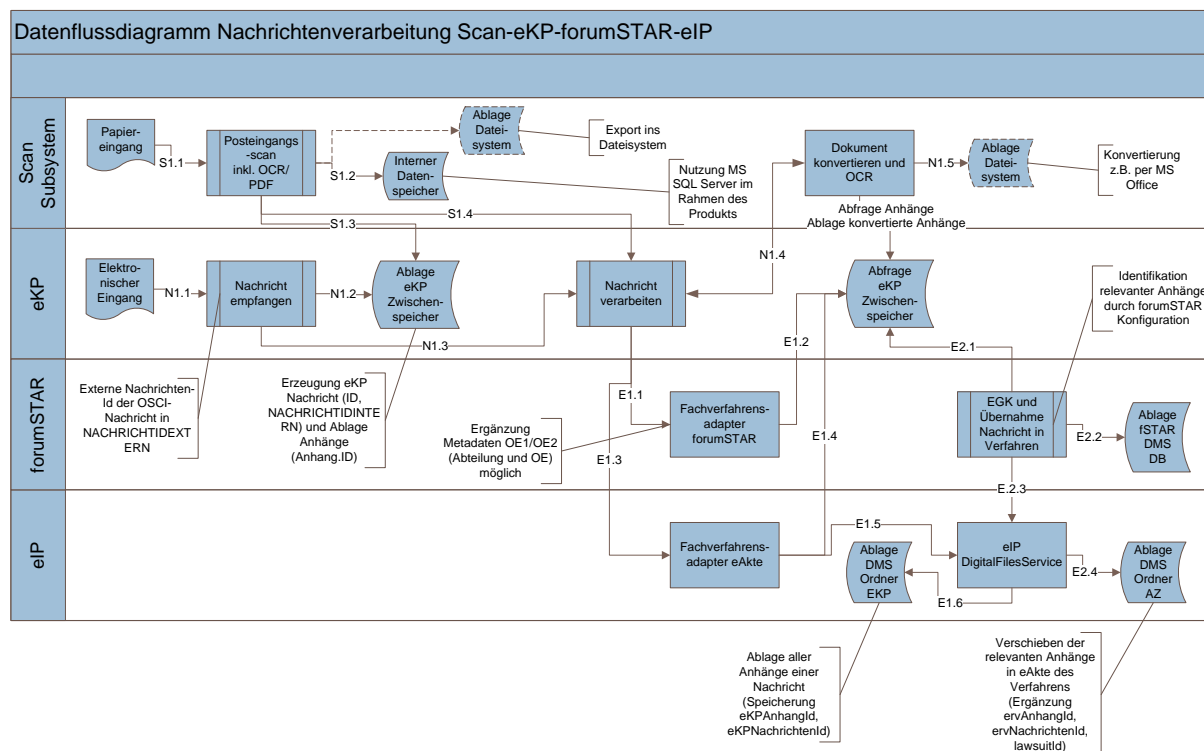 Datenflussdiagramm Nachrichtenverarbeitung Scan-eKP-forumSTAR-eIP
Scan
Subsystem
Papier-
eingang
S1.1
Posteingangs
-scan
inkl. OCR/
PDF
S1.2
Ablage
Datei-
system
Export ins
Dateisystem
Interner
Daten-
speicher
Nutzung MS
SQL Server im
Rahmen des
Produkts
S1.4
S1.3
Dokument
konvertieren und
OCR
N1.5
Ablage
Datei-
system
Konvertierung
z.B. per MS
Office
Abfrage Anhänge
Ablage konvertierte Anhänge
eKP
Elektro-
nischer
Eingang
N1.1
Nachricht
empfangen
N1.2
Ablage
eKP
Zwischen-
speicher
N1.3
Nachricht
verarbeiten
N1.4
Abfrage
eKP
Zwischen-
speicher
Identifikation
relevanter Anhänge
durch forumSTAR
Konfiguration
E1.2
E2.1
forumSTAR
Externe Nachrichten-
Id der OSCI-
Nachricht in
NACHRICHTIDEXT
ERN
Erzeugung eKP
Nachricht (ID,
NACHRICHTIDINTE
RN) und Ablage
Anhänge
(Anhang.ID)
Ergänzung
Metadaten OE1/OE2
(Abteilung und OE)
möglich
E1.1
Fachverfahrens-
adapter
forumSTAR
E1.3
E1.4
EGK und
Übernahme
Nachricht in
Verfahren
E2.2
Ablage
fSTAR
DMS
DB
E.2.3
eIP
Fachverfahrens-
adapter eAkte
E1.5
Ablage
DMS
Ordner
EKP
E1.6
eIP
DigitalFilesService
E2.4
Ablage
DMS
Ordner
AZ
Ablage aller
Anhänge einer
Nachricht
(Speicherung
eKPAnhangId,
eKPNachrichtenId)
Verschieben der
relevanten Anhänge
in eAkte des
Verfahrens
(Ergänzung
ervAnhangId,
ervNachrichtenId,
lawsuitId)